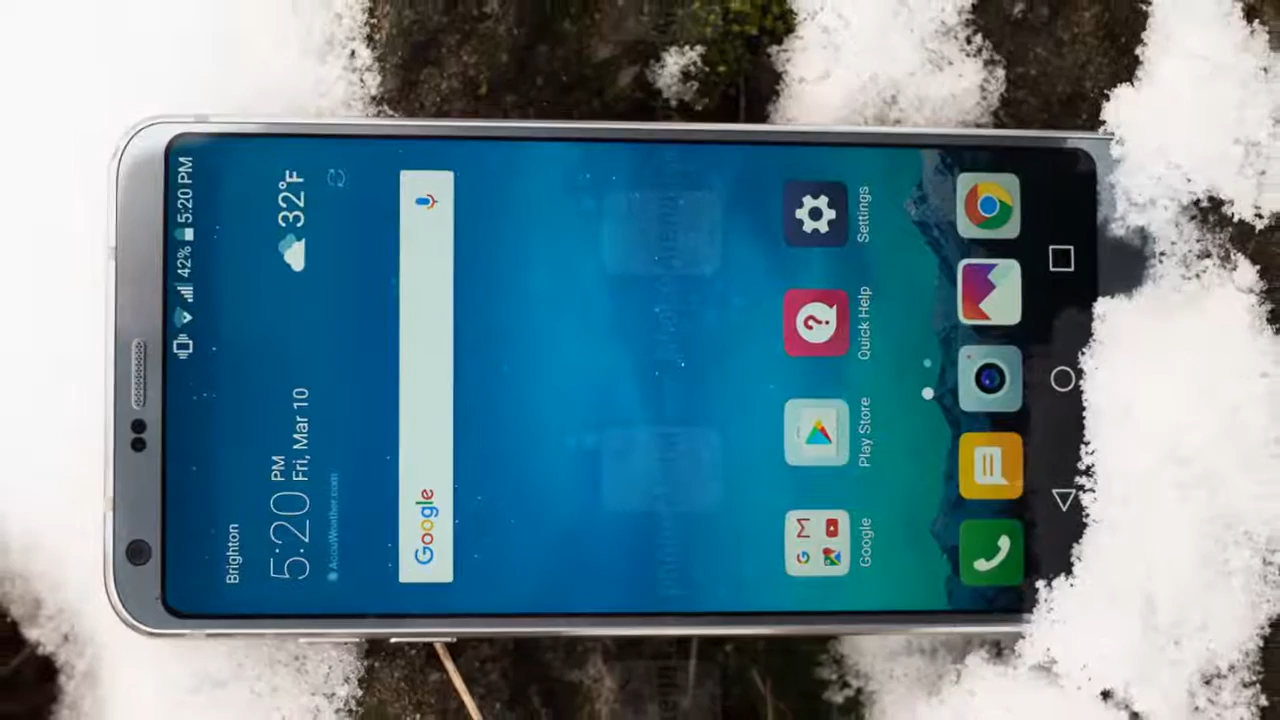 42% 5:20 PM
Brighton
5:20 PM
Fri, Mar 10
32°F
AccuWeather.com
Google
Google
Play Store
Quick Help
Settings